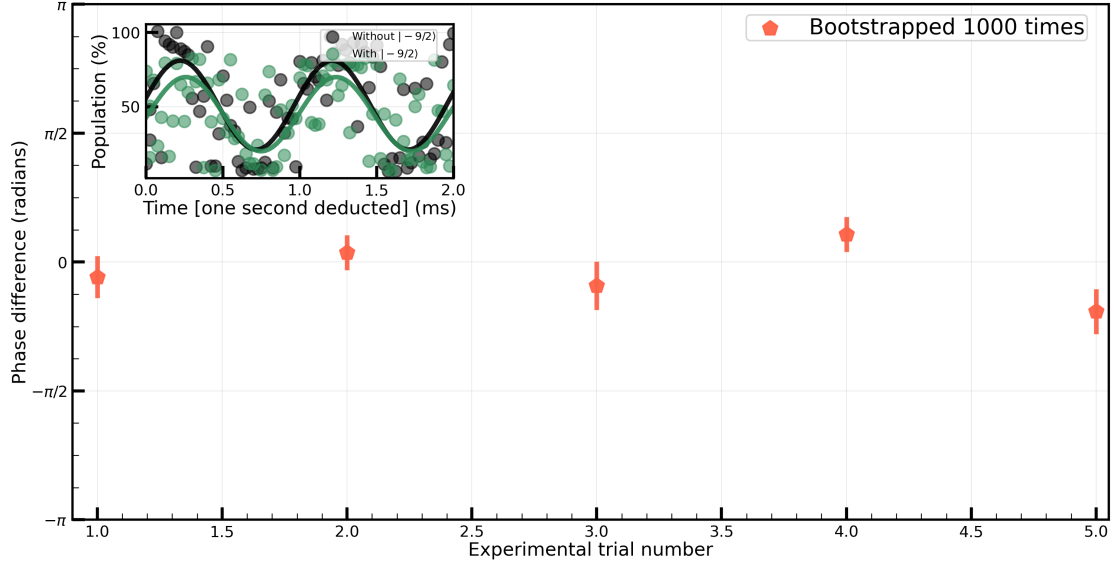 π
Bootstrapped 1000 times
100
Without | − 9/2⟩
With | − 9/2⟩
50
Population (%)
0.0 0.5 1.0 1.5 2.0
Time [one second deducted] (ms)
π/2
0
−π/2
−π
Phase difference (radians)
1.0 1.5 2.0 2.5 3.0 3.5 4.0 4.5 5.0
Experimental trial number